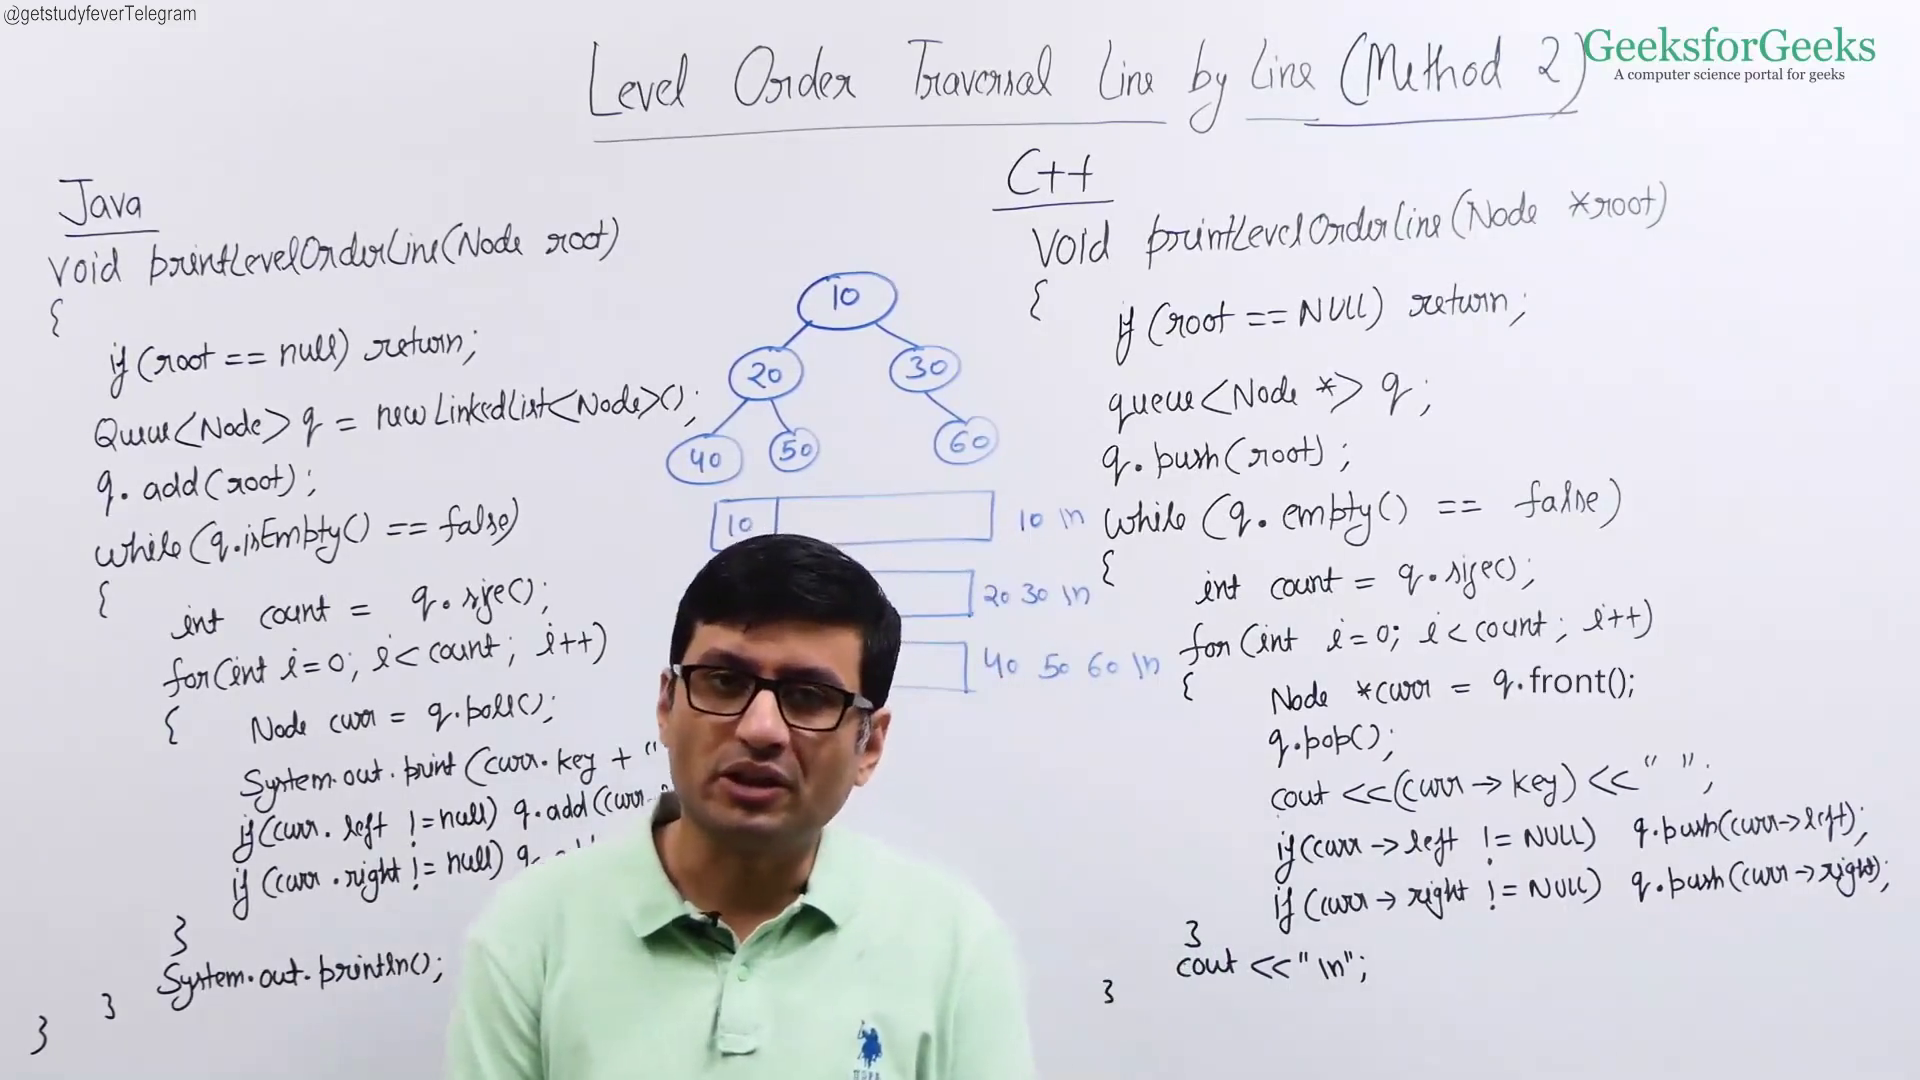 @getstudyfeverTelegram
Level Order Traversal Line by Line (Method 2)
GeeksforGeeks
A computer science portal for geeks
Java
void printLevelOrderLine(Node root)
{
if (root == null) return;
Queue<Node> q = new LinkedList<Node>();
q. add(root);
while (q.isEmpty() == false)
{
int count = q.size();
for(int i=0; i<count; i++)
{ Node curr = q.poll();
System.out.print (curr.key + "
if(curr. left != null) q.add(curr.
if (curr .right != null) q.
}
System.out.println();
}
}
10
20 30
40 50 60
10
10 \n
20 30 \n
40 50 60 \n
C++
void printLevelOrderLine(Node *root)
{
if (root == NULL) return;
queue<Node *> q;
q. push(root);
while (q. empty() == false)
{
int count = q.size();
for (int i=0; i<count; i++)
{
Node *curr = q.front();
q.pop();
cout <<(curr → key) <<" ";
if(curr → left != NULL) q.push(curr→left);
if (curr → right != NULL) q.push(curr→right);
}
cout <<"\n";
}